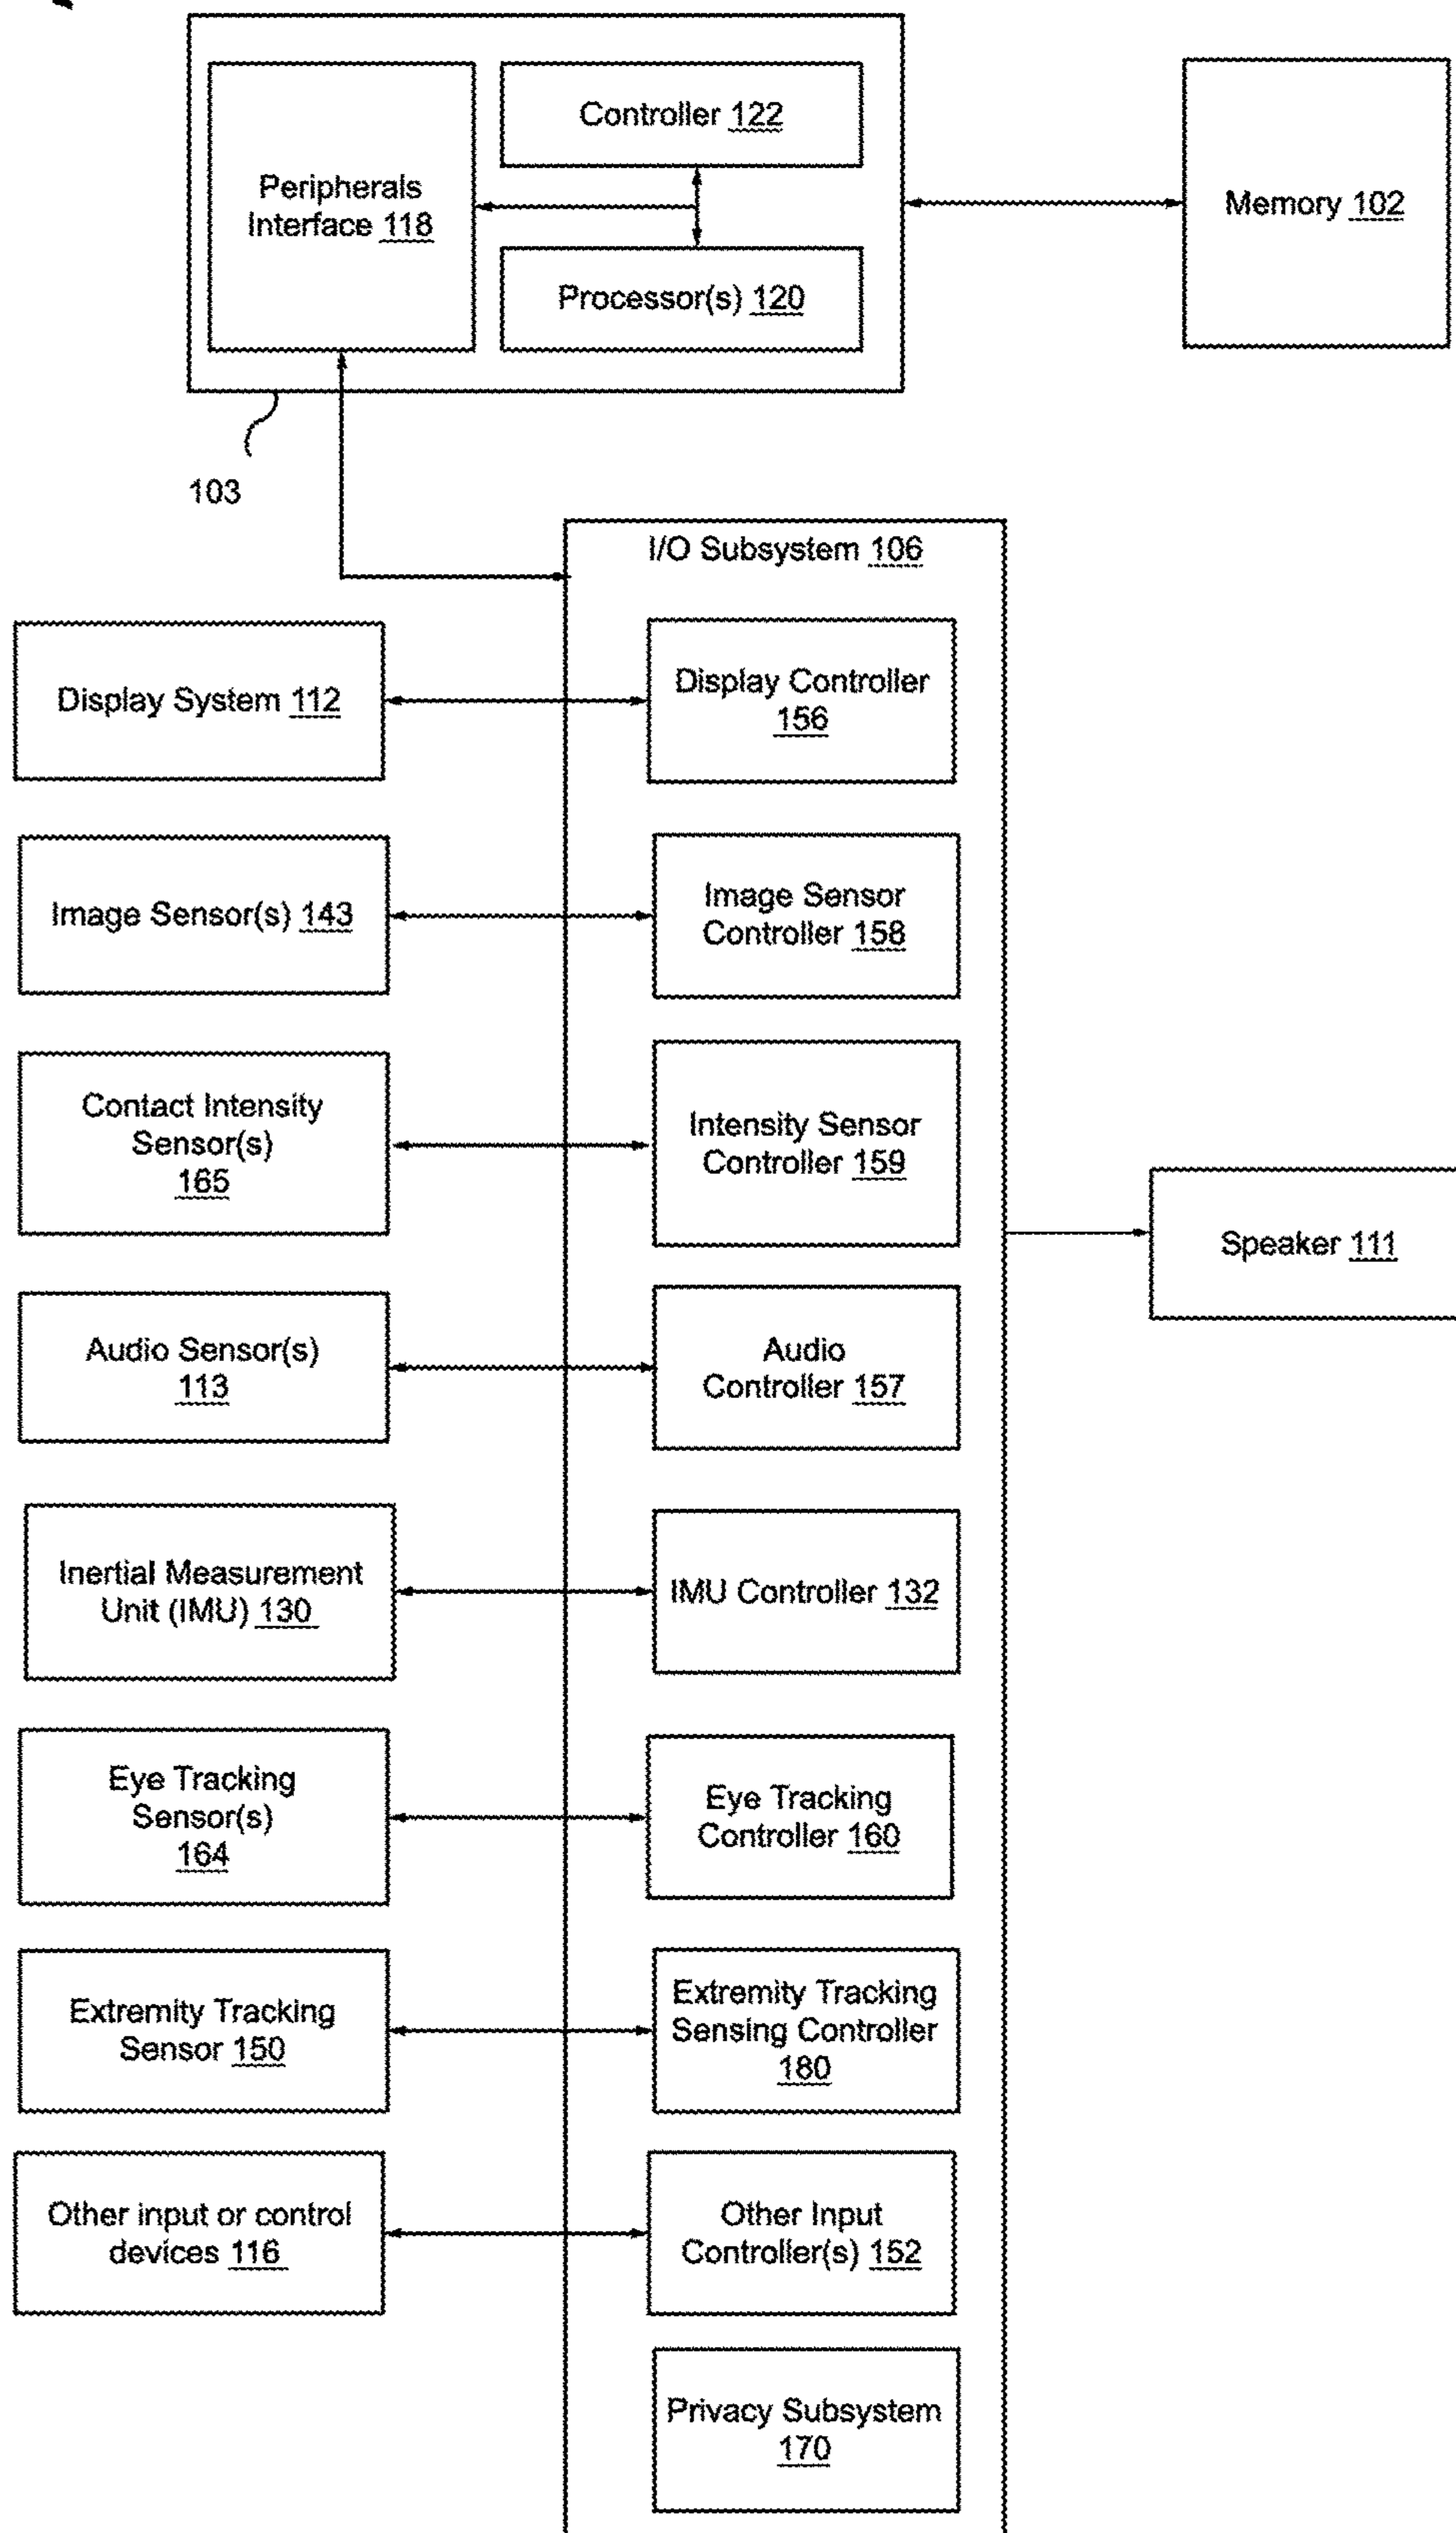 Controller 122
Peripherals
Interface 118
Processor(s) 120
Memory 102
103
I/O Subsystem 106
Display System 112
Display Controller
156
Image Sensor(s) 143
Image Sensor
Controller 158
Contact Intensity
Sensor(s)
165
Intensity Sensor
Controller 159
Speaker 111
Audio Sensor(s)
113
Audio
Controller 157
Inertial Measurement
Unit (IMU) 130
IMU Controller 132
Eye Tracking
Sensor(s)
164
Eye Tracking
Controller 160
Extremity Tracking
Sensor 150
Extremity Tracking
Sensing Controller
180
Other input or control
devices 116
Other Input
Controller(s) 152
Privacy Subsystem
170